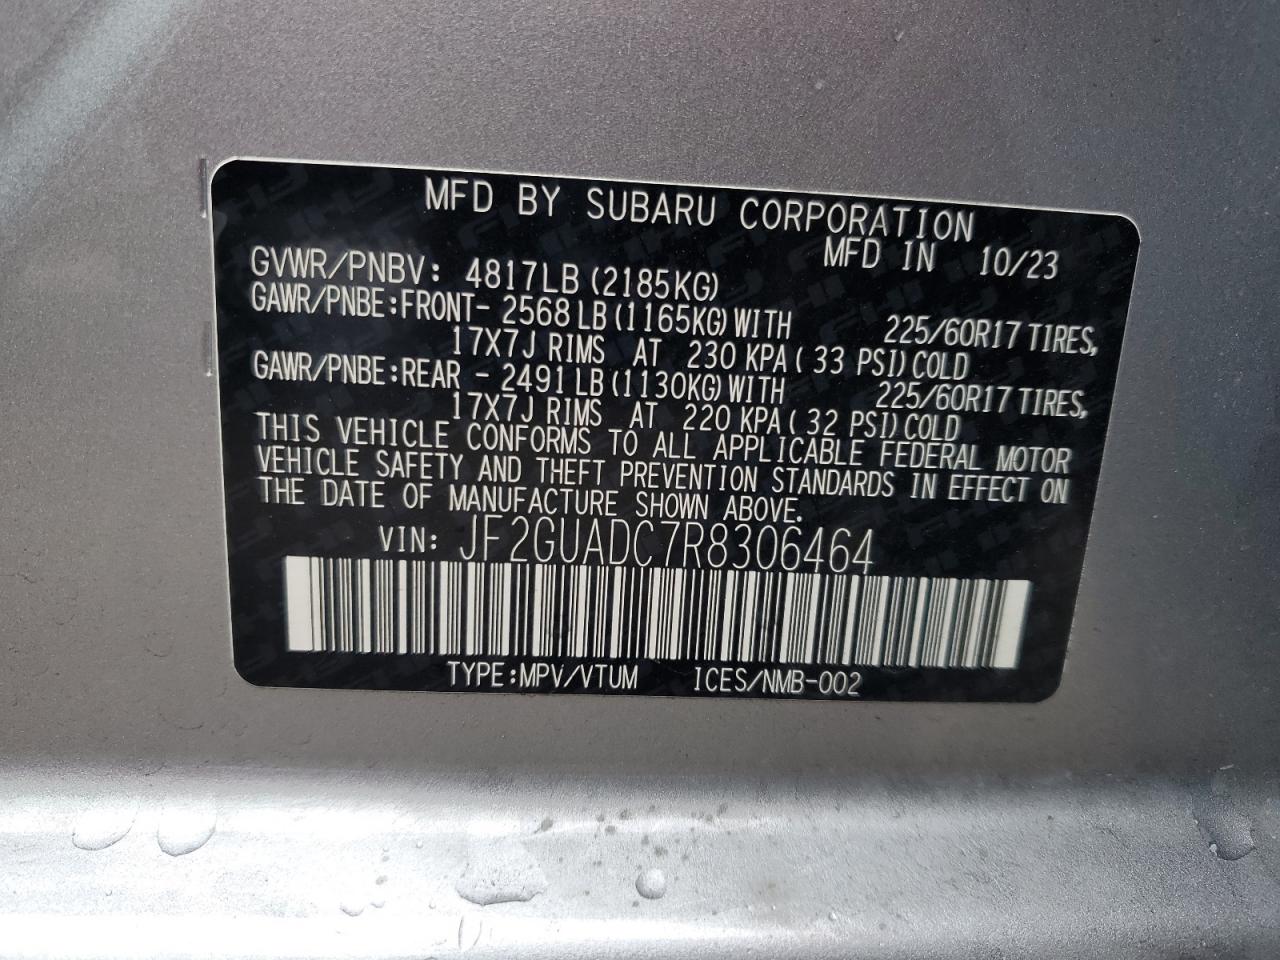 MFD BY SUBARU CORPORATION
MFD IN 10/23
GVWR/PNBV: 4817LB (2185KG)
GAWR/PNBE:FRONT- 2568 LB (1165KG) WITH 225/60R17 TIRES,
17X7J RIMS AT 230 KPA ( 33 PSI) COLD
GAWR/PNBE:REAR - 2491 LB (1130KG) WITH 225/60R17 TIRES,
17X7J RIMS AT 220 KPA ( 32 PSI) COLD
THIS VEHICLE CONFORMS TO ALL APPLICABLE FEDERAL MOTOR
VEHICLE SAFETY AND THEFT PREVENTION STANDARDS IN EFFECT ON
THE DATE OF MANUFACTURE SHOWN ABOVE.
VIN: JF2GUADC7R8306464
TYPE:MPV/VTUM ICES/NMB-002